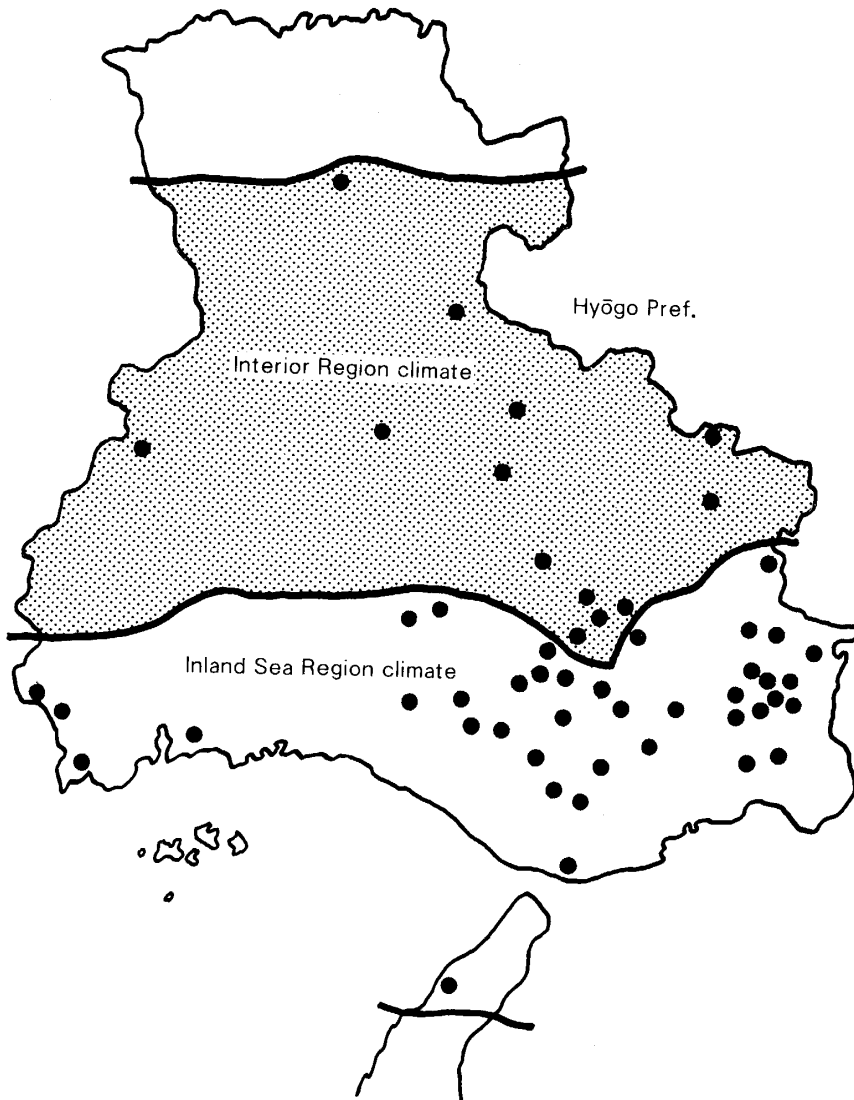 Hyōgo Pref.
Interior Region climate
Inland Sea Region climate